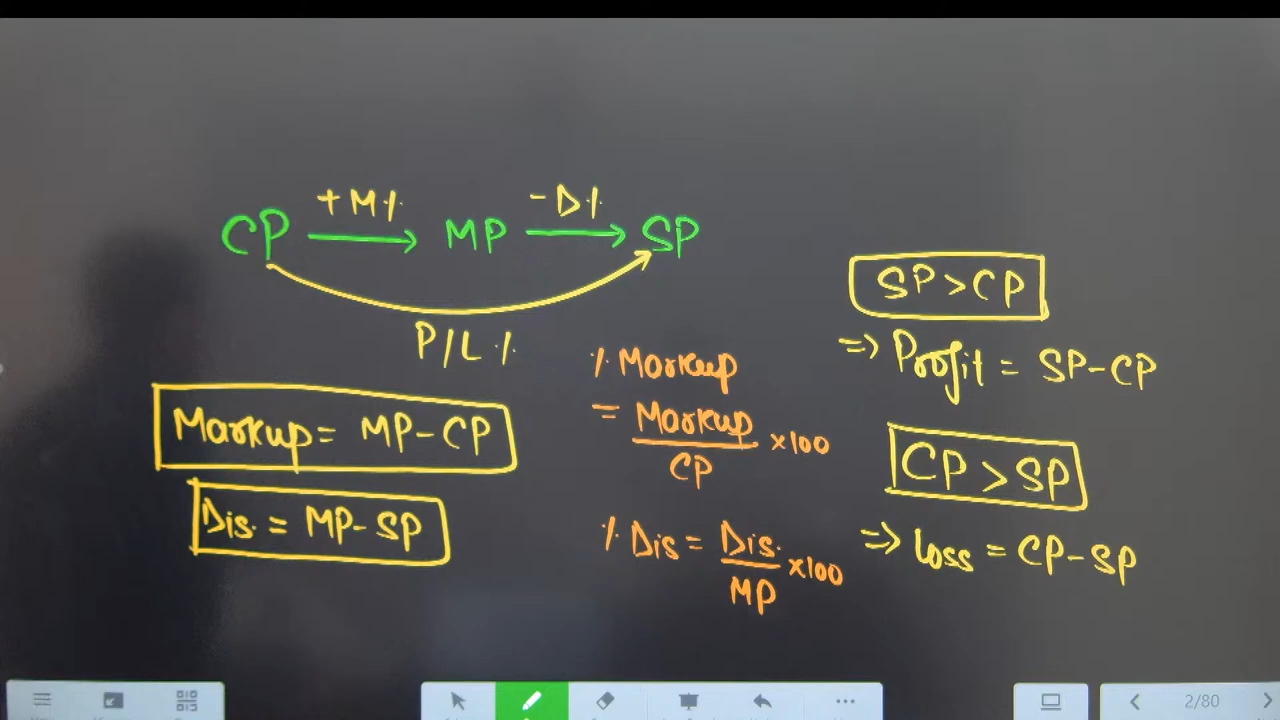 +M%
-D%
CP → MP → SP
P/L %
SP>CP
⇒ Profit = SP-CP
% Markup
= Markup/CP ×100
Markup= MP-CP
CP > SP
Dis. = MP-SP
% Dis = Dis./MP ×100
⇒ Loss = CP-SP
2/80